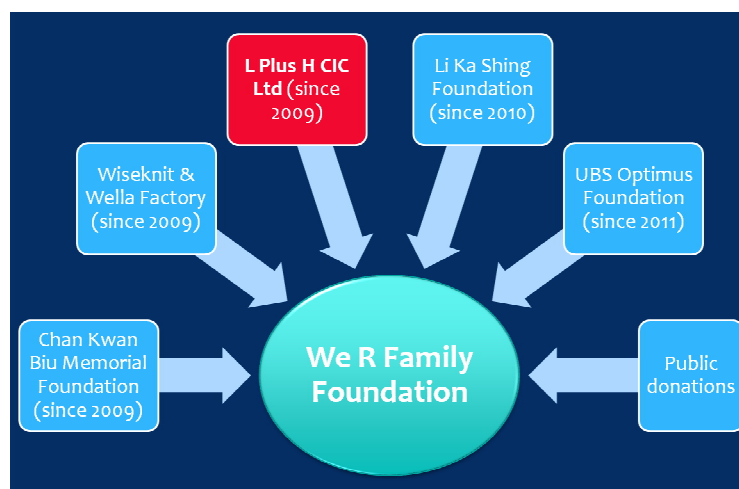 L Plus H CIC
Ltd (since
2009)
Li Ka Shing
Foundation
(since 2010)
Wiseknit &
Wella Factory
(since 2009)
UBS Optimus
Foundation
(since 2011)
Chan Kwan
Biu Memorial
Foundation
(since 2009)
We R Family
Foundation
Public
donations